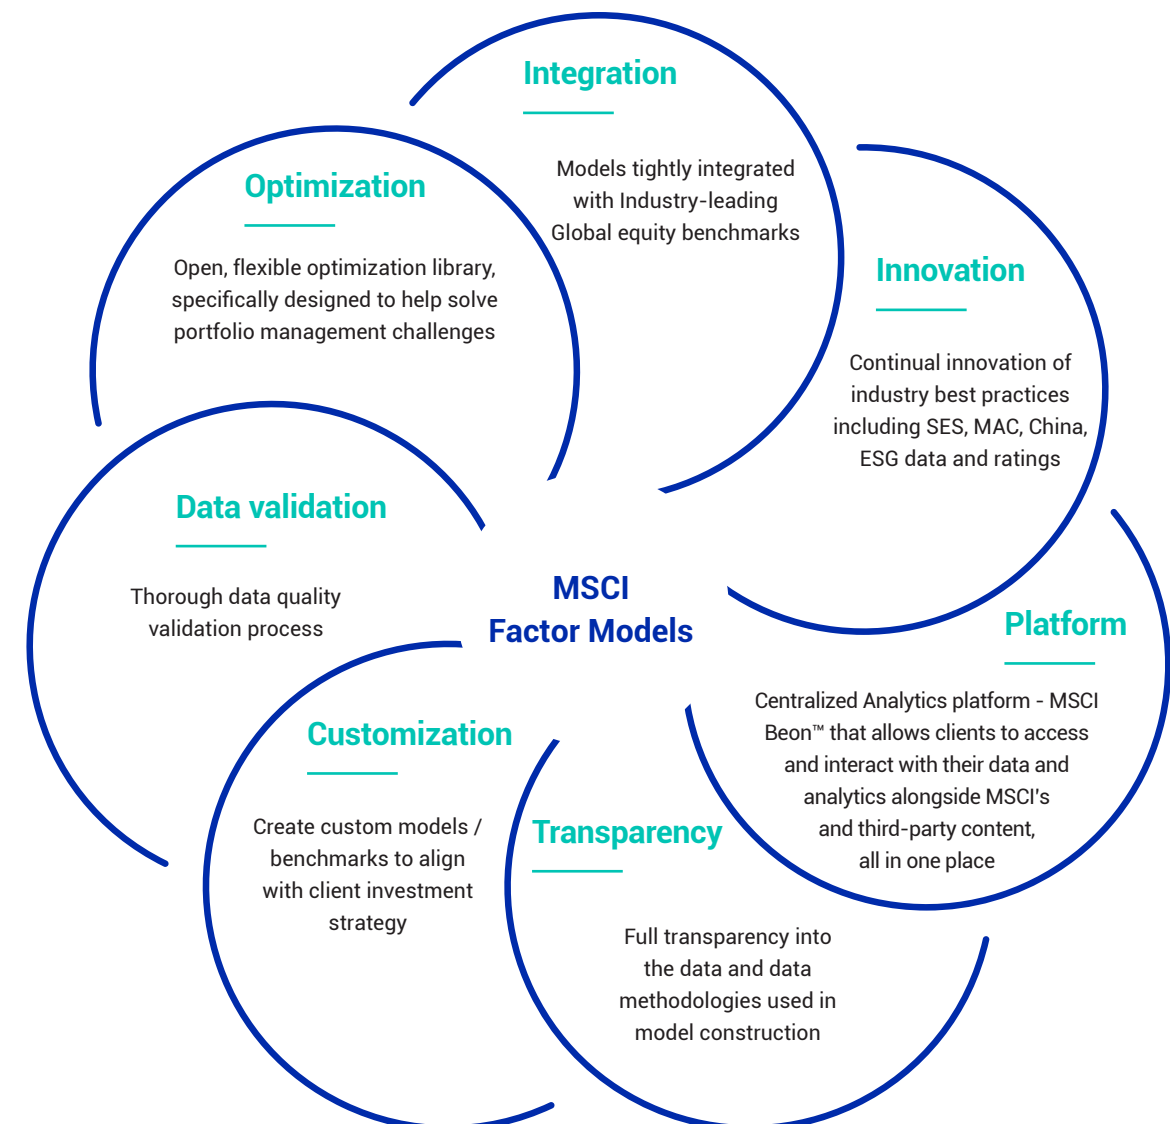 Integration
Models tightly integrated
with Industry-leading
Global equity benchmarks
Optimization
Open, flexible optimization library,
specifically designed to help solve
portfolio management challenges
Innovation
Continual innovation of
industry best practices
including SES, MAC, China,
ESG data and ratings
Data validation
Thorough data quality
validation process
MSCI
Factor Models
Platform
Centralized Analytics platform - MSCI
Beon™ that allows clients to access
and interact with their data and
analytics alongside MSCI's
and third-party content,
all in one place
Customization
Create custom models /
benchmarks to align
with client investment
strategy
Transparency
Full transparency into
the data and data
methodologies used in
model construction